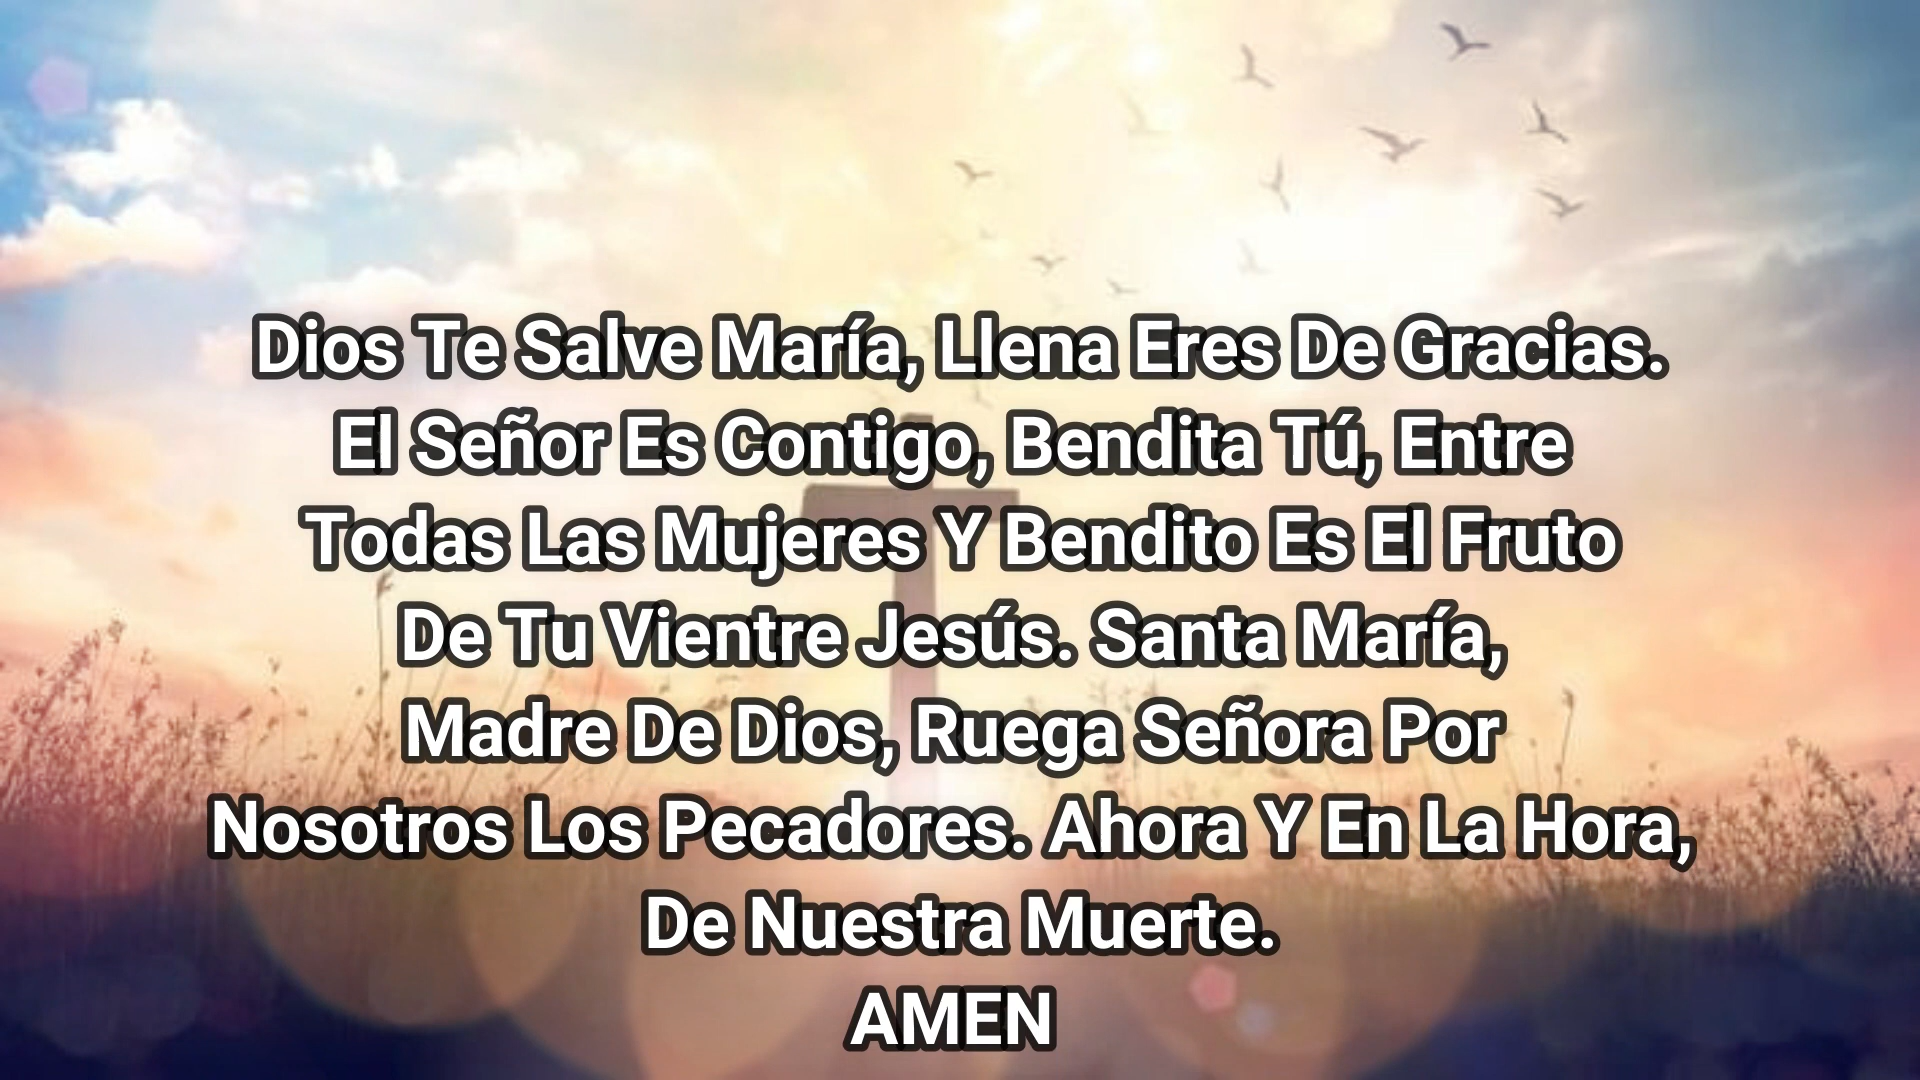 Dios Te Salve María, Llena Eres De Gracias.
El Señor Es Contigo, Bendita Tú, Entre
Todas Las Mujeres Y Bendito Es El Fruto
De Tu Vientre Jesús. Santa María,
Madre De Dios, Ruega Señora Por
Nosotros Los Pecadores. Ahora Y En La Hora,
De Nuestra Muerte.
AMEN